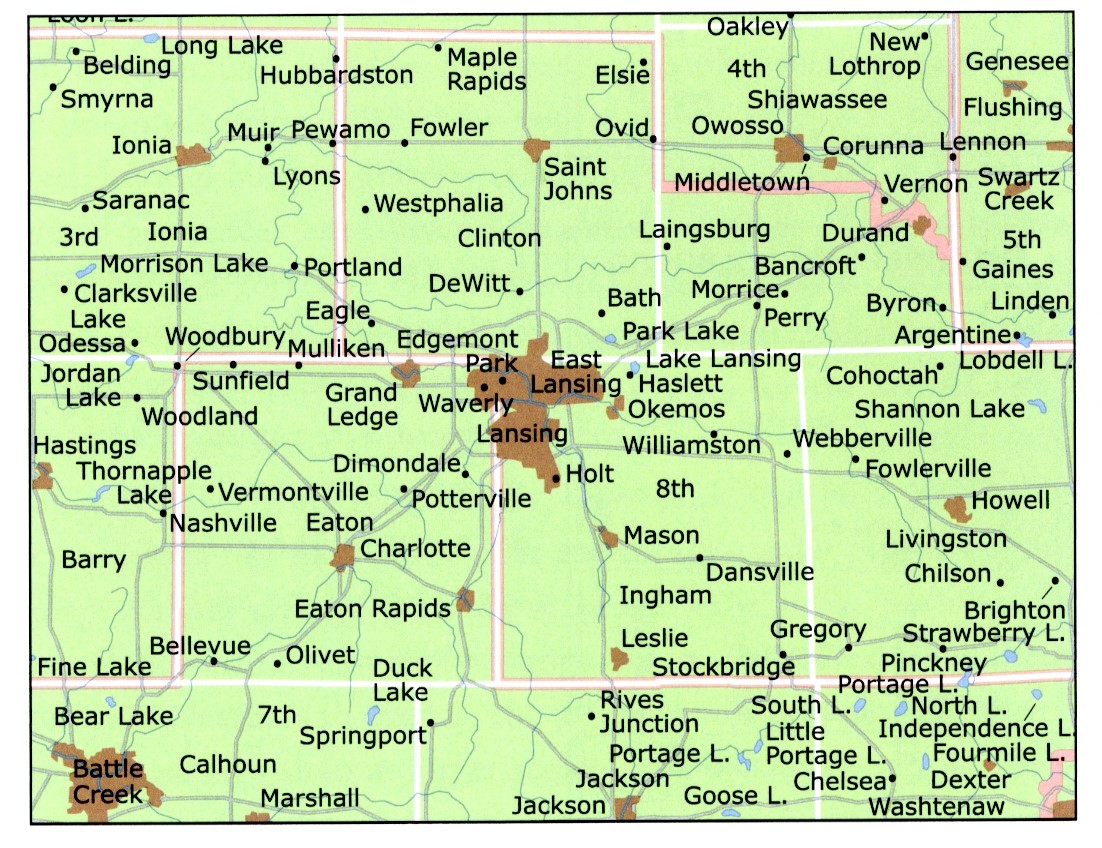 Loon L.
Oakley
Long Lake
Belding
Hubbardston
Maple
Rapids
Elsie
4th
New
Lothrop
Genesee
Smyrna
Shiawassee
Flushing
Ionia
Muir
Pewamo
Fowler
Ovid
Owosso
Corunna
Lennon
Lyons
Saint
Johns
Middletown
Vernon
Swartz
Creek
Saranac
Westphalia
3rd
Ionia
Clinton
Laingsburg
Durand
5th
Morrison Lake
Portland
Bancroft
Gaines
Clarksville
DeWitt
Bath
Morrice
Perry
Byron
Linden
Lake
Odessa
Eagle
Park Lake
Argentine
Woodbury
Mulliken
Edgemont
Park
East
Lansing
Lake Lansing
Haslett
Lobdell L.
Jordan
Lake
Sunfield
Grand
Ledge
Waverly
Okemos
Cohoctah
Woodland
Lansing
Shannon Lake
Hastings
Williamston
Webberville
Fowlerville
Thornapple
Lake
Vermontville
Dimondale
Potterville
Holt
8th
Howell
Nashville
Eaton
Mason
Livingston
Barry
Charlotte
Dansville
Chilson
Eaton Rapids
Ingham
Brighton
Bellevue
Olivet
Leslie
Gregory
Strawberry L.
Fine Lake
Duck
Lake
Stockbridge
Pinckney
Portage L.
Bear Lake
7th
Springport
Rives
Junction
South L.
North L.
Little
Portage L.
Independence L.
Portage L.
Fourmile L.
Battle
Creek
Calhoun
Jackson
Chelsea
Dexter
Marshall
Jackson
Goose L.
Washtenaw